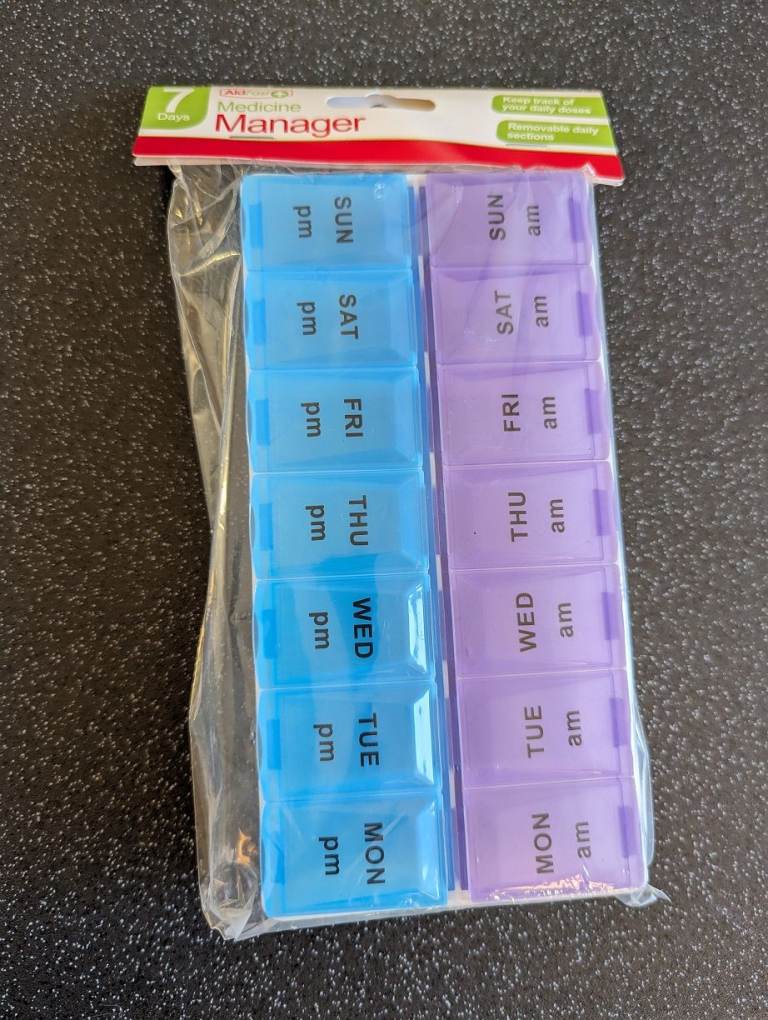 7
Days
AidPost
Medicine
Manager
Keep track of
your daily doses
Removable daily
sections
SUN
pm
SAT
pm
FRI
pm
THU
pm
WED
pm
TUE
pm
MON
pm
SUN
am
SAT
am
FRI
am
THU
am
WED
am
TUE
am
MON
am